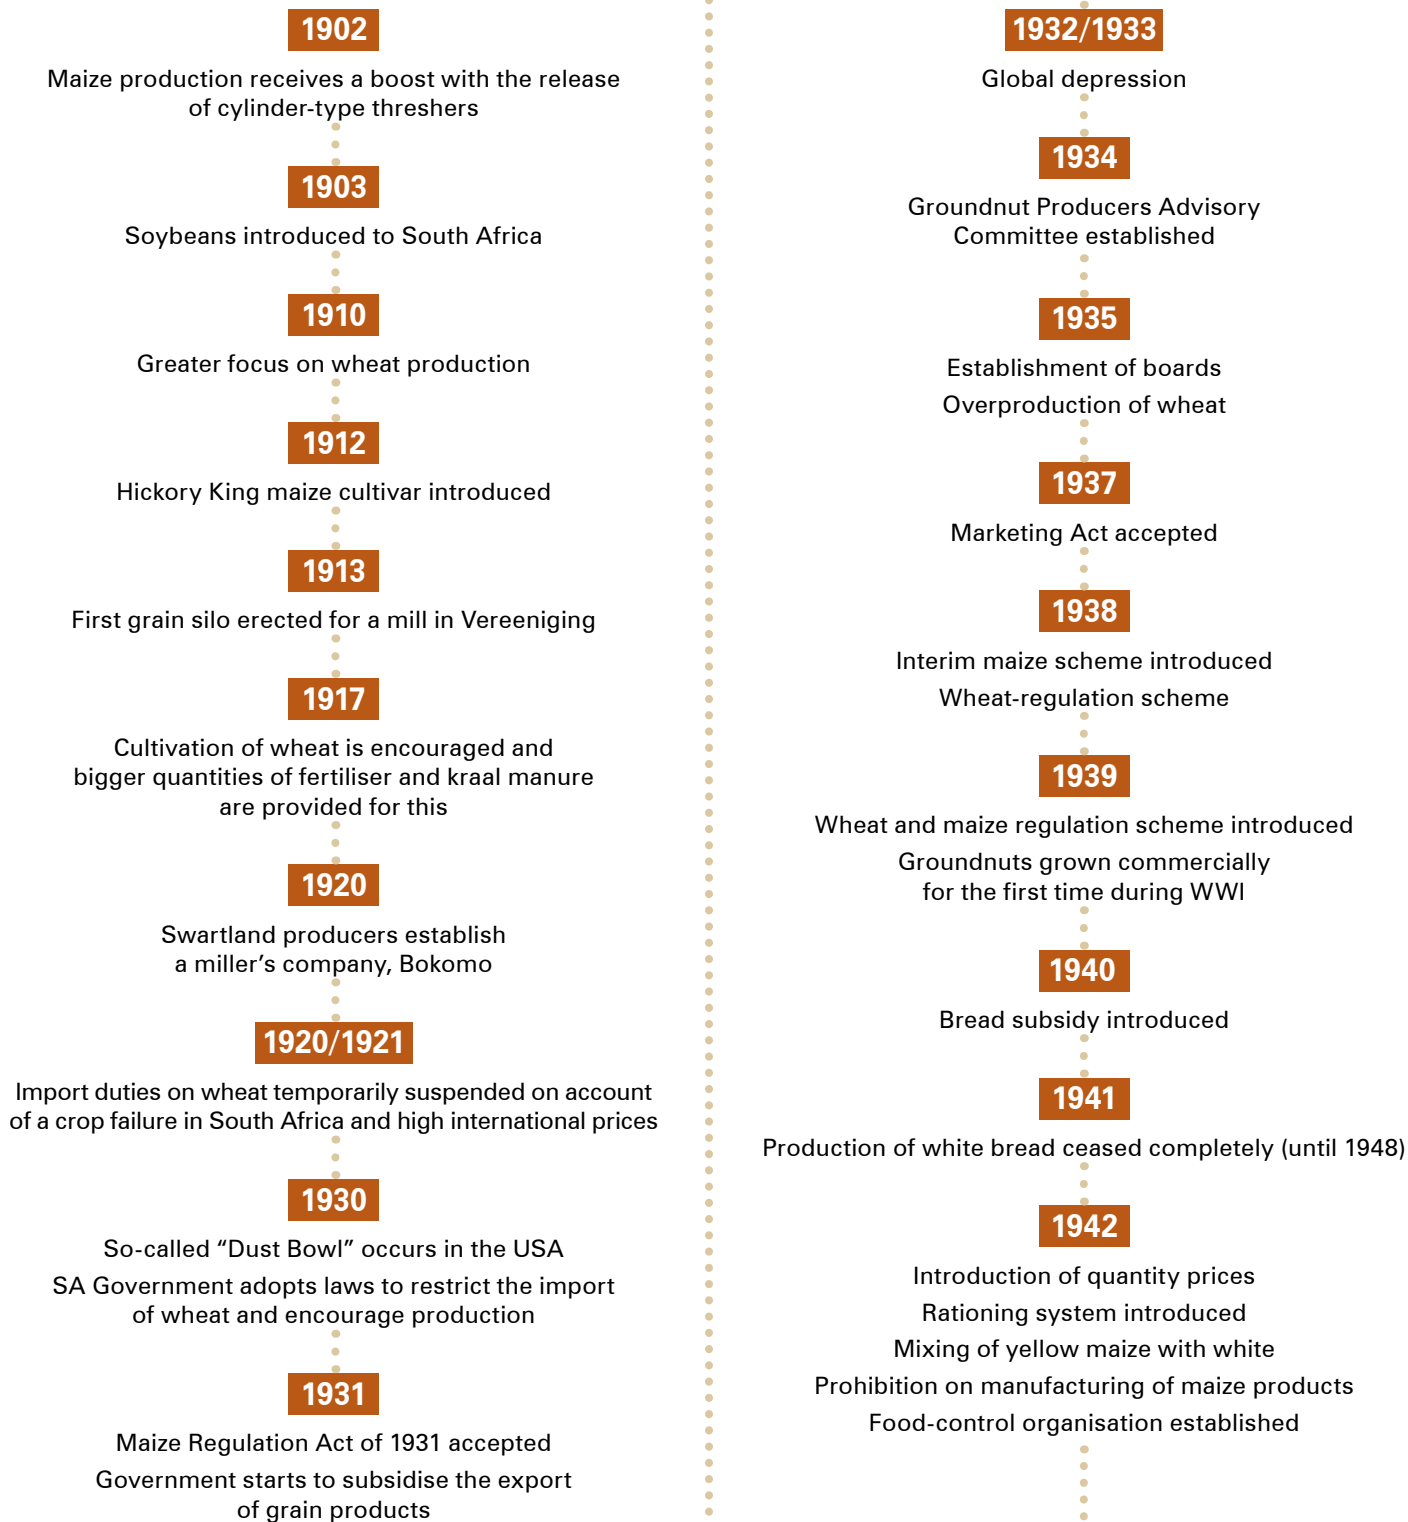 1902
Maize production receives a boost with the release
of cylinder-type threshers
1903
Soybeans introduced to South Africa
1910
Greater focus on wheat production
1912
Hickory King maize cultivar introduced
1913
First grain silo erected for a mill in Vereeniging
1917
Cultivation of wheat is encouraged and
bigger quantities of fertiliser and kraal manure
are provided for this
1920
Swartland producers establish
a miller’s company, Bokomo
1920/1921
Import duties on wheat temporarily suspended on account
of a crop failure in South Africa and high international prices
1930
So-called “Dust Bowl” occurs in the USA
SA Government adopts laws to restrict the import
of wheat and encourage production
1931
Maize Regulation Act of 1931 accepted
Government starts to subsidise the export
of grain products
1932/1933
Global depression
1934
Groundnut Producers Advisory
Committee established
1935
Establishment of boards
Overproduction of wheat
1937
Marketing Act accepted
1938
Interim maize scheme introduced
Wheat-regulation scheme
1939
Wheat and maize regulation scheme introduced
Groundnuts grown commercially
for the first time during WWI
1940
Bread subsidy introduced
1941
Production of white bread ceased completely (until 1948)
1942
Introduction of quantity prices
Rationing system introduced
Mixing of yellow maize with white
Prohibition on manufacturing of maize products
Food-control organisation established